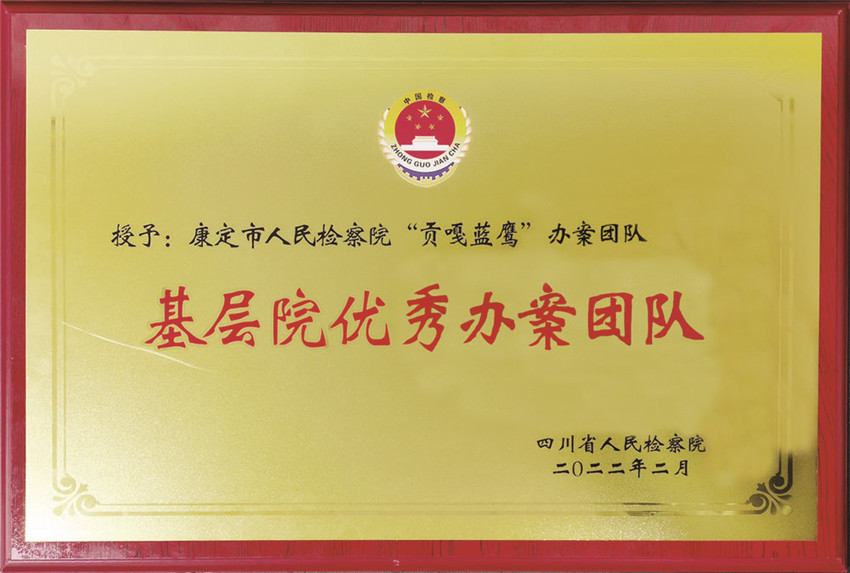 中国检察
ZHONG GUO JIAN CHA
授予：康定市人民检察院“贡嘎蓝鹰”办案团队
基层院优秀办案团队
四川省人民检察院
二〇二二年二月